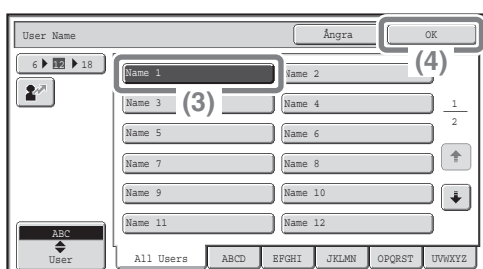 User Name
Ångra
OK
(4)
6 12 18
Name 1
Name 2
(3)
Name 3
Name 4
1
2
Name 5
Name 6
Name 7
Name 8
Name 9
Name 10
Name 11
Name 12
ABC
User
All Users
ABCD
EFGHI
JKLMN
OPQRST
UVWXYZ